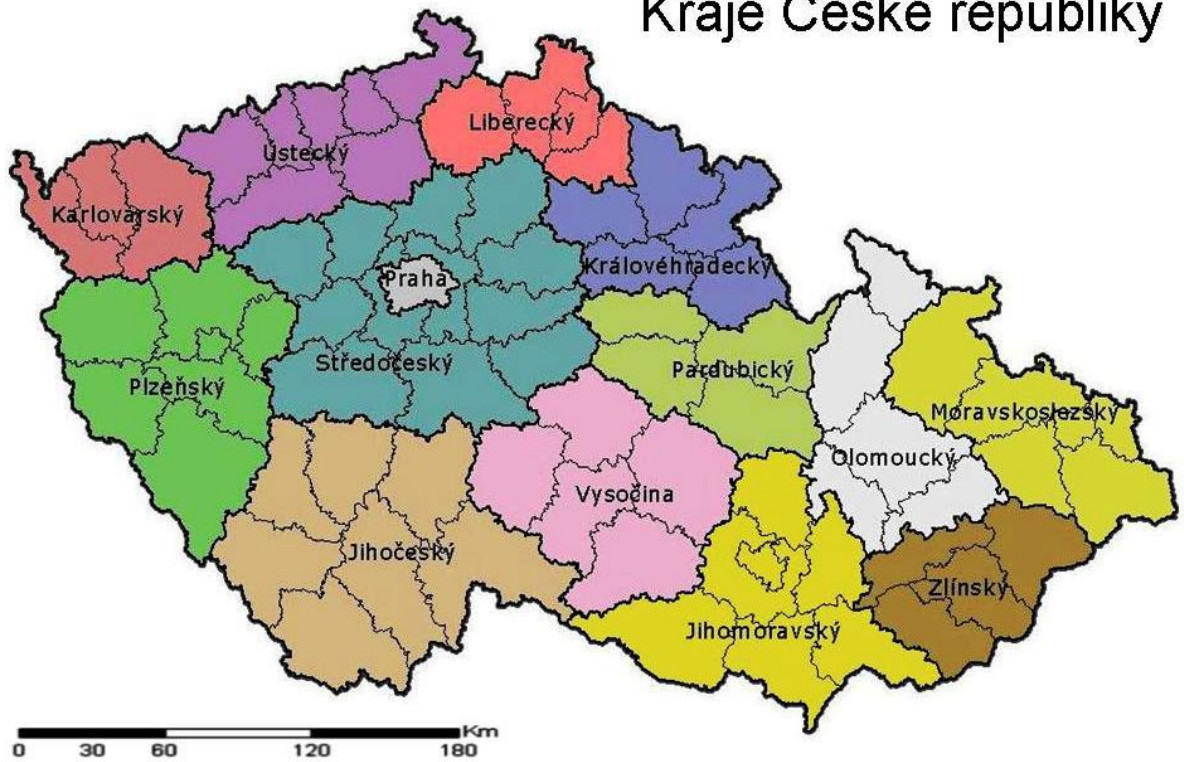 Kraje České republiky
Liberecký
Ústecký
Karlovarský
Královéhradecký
Praha
Středočeský
Pardubický
Plzeňský
Moravskoslezský
Olomoucký
Vysočina
Jihočeský
Zlínský
Jihomoravský
Km
0 30 60 120 180